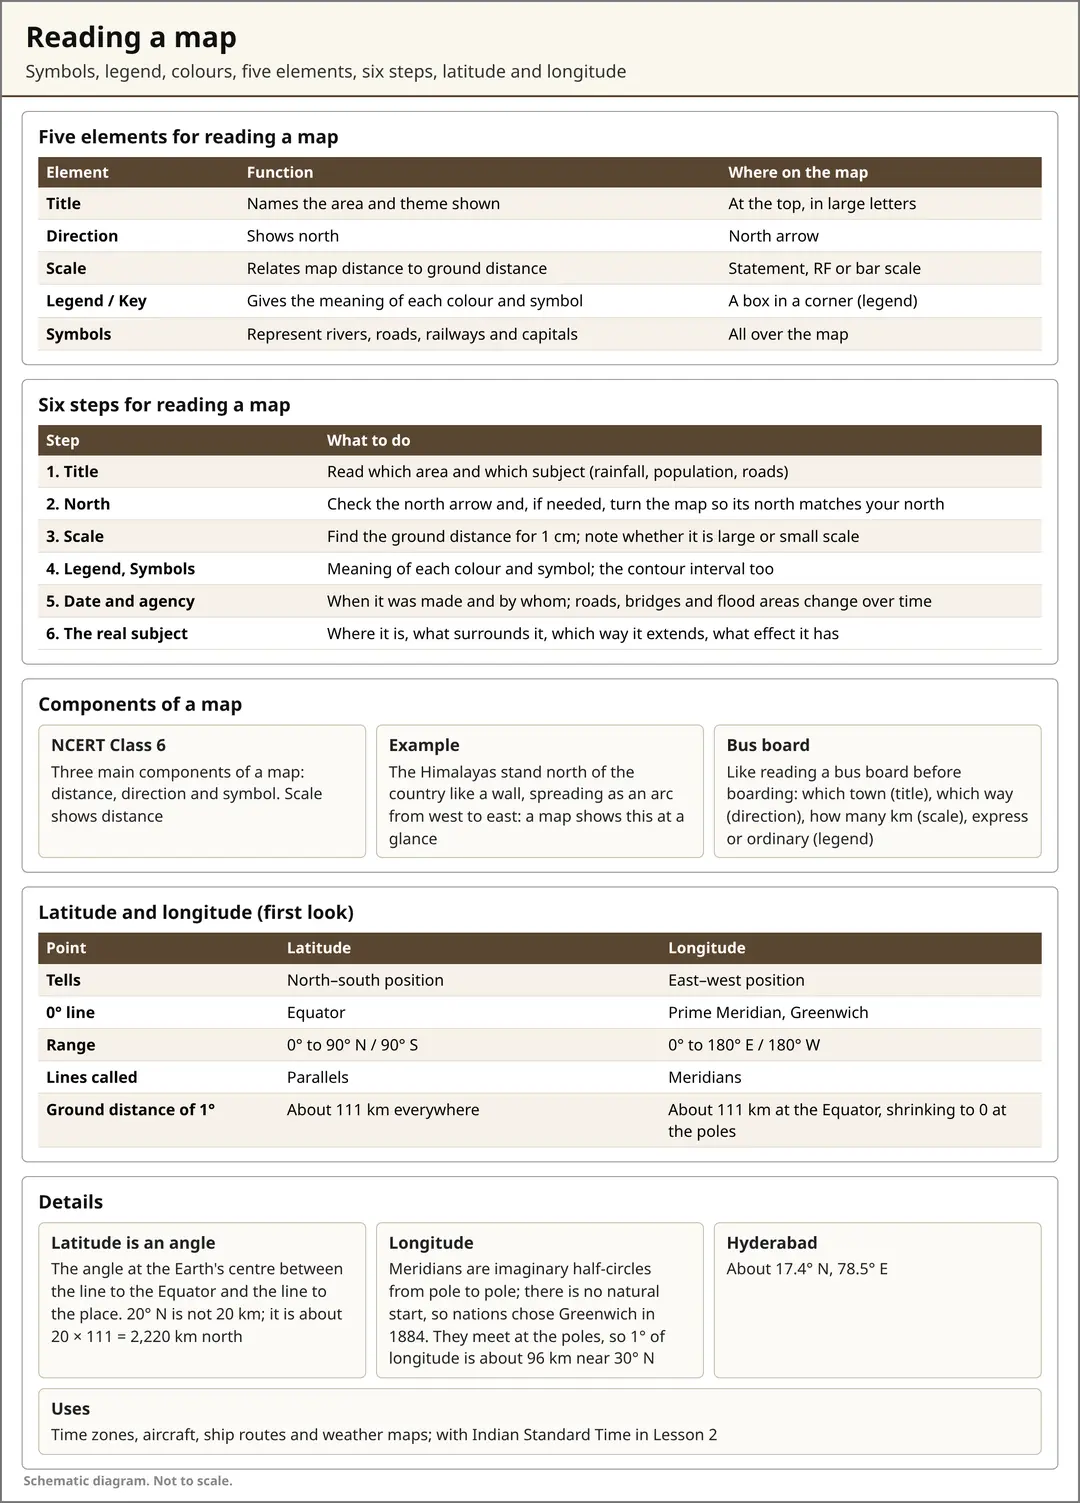 Reading a map
Symbols, legend, colours, five elements, six steps, latitude and longitude
Five elements for reading a map
Element Function Where on the map
Title Names the area and theme shown At the top, in large letters
Direction Shows north North arrow
Scale Relates map distance to ground distance Statement, RF or bar scale
Legend / Key Gives the meaning of each colour and symbol A box in a corner (legend)
Symbols Represent rivers, roads, railways and capitals All over the map
Six steps for reading a map
Step What to do
1. Title Read which area and which subject (rainfall, population, roads)
2. North Check the north arrow and, if needed, turn the map so its north matches your north
3. Scale Find the ground distance for 1 cm; note whether it is large or small scale
4. Legend, Symbols Meaning of each colour and symbol; the contour interval too
5. Date and agency When it was made and by whom; roads, bridges and flood areas change over time
6. The real subject Where it is, what surrounds it, which way it extends, what effect it has
Components of a map
NCERT Class 6
Three main components of a map:
distance, direction and symbol. Scale
shows distance
Example
The Himalayas stand north of the
country like a wall, spreading as an arc
from west to east: a map shows this at a
glance
Bus board
Like reading a bus board before
boarding: which town (title), which way
(direction), how many km (scale), express
or ordinary (legend)
Latitude and longitude (first look)
Point Latitude Longitude
Tells North–south position East–west position
0° line Equator Prime Meridian, Greenwich
Range 0° to 90° N / 90° S 0° to 180° E / 180° W
Lines called Parallels Meridians
Ground distance of 1° About 111 km everywhere About 111 km at the Equator, shrinking to 0 at
the poles
Details
Latitude is an angle
The angle at the Earth's centre between
the line to the Equator and the line to
the place. 20° N is not 20 km; it is about
20 × 111 = 2,220 km north
Longitude
Meridians are imaginary half-circles
from pole to pole; there is no natural
start, so nations chose Greenwich in
1884. They meet at the poles, so 1° of
longitude is about 96 km near 30° N
Hyderabad
About 17.4° N, 78.5° E
Uses
Time zones, aircraft, ship routes and weather maps; with Indian Standard Time in Lesson 2
Schematic diagram. Not to scale.